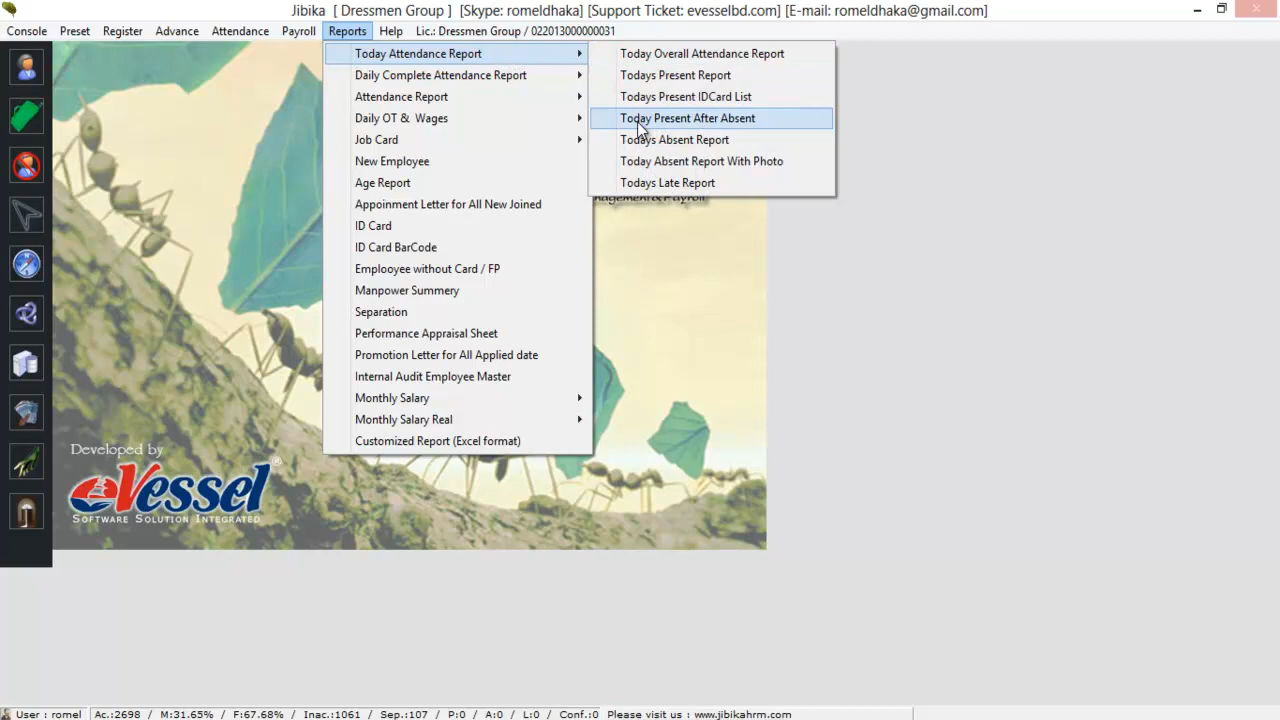 Jibika [ Dressmen Group ] [Skype: romeldhaka] [Support Ticket: evesselbd.com] [E-mail: romeldhaka@gmail.com]
Console Preset Register Advance Attendance Payroll Reports Help Lic.: Dressmen Group / 022013000000031
Today Attendance Report
Daily Complete Attendance Report
Attendance Report
Daily OT & Wages
Job Card
New Employee
Age Report
Appoinment Letter for All New Joined
ID Card
ID Card BarCode
Emplooyee without Card / FP
Manpower Summery
Separation
Performance Appraisal Sheet
Promotion Letter for All Applied date
Internal Audit Employee Master
Monthly Salary
Monthly Salary Real
Customized Report (Excel format)
Today Overall Attendance Report
Todays Present Report
Todays Present IDCard List
Today Present After Absent
Todays Absent Report
Today Absent Report With Photo
Todays Late Report
Developed by
eVessel®
SOFTWARE SOLUTION INTEGRATED
User : romel Ac.:2698 / M:31.65% / F:67.68% / Inac.:1061 / Sep.:107 / P:0 / A:0 / L:0 / Conf.:0 Please visit us : www.jibikahrm.com